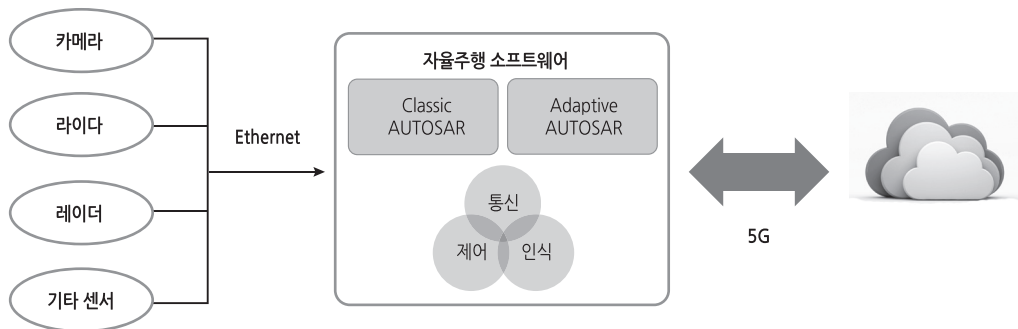 카메라
라이다
레이더
기타 센서
Ethernet
자율주행 소프트웨어
Classic
AUTOSAR
Adaptive
AUTOSAR
통신
제어
인식
5G